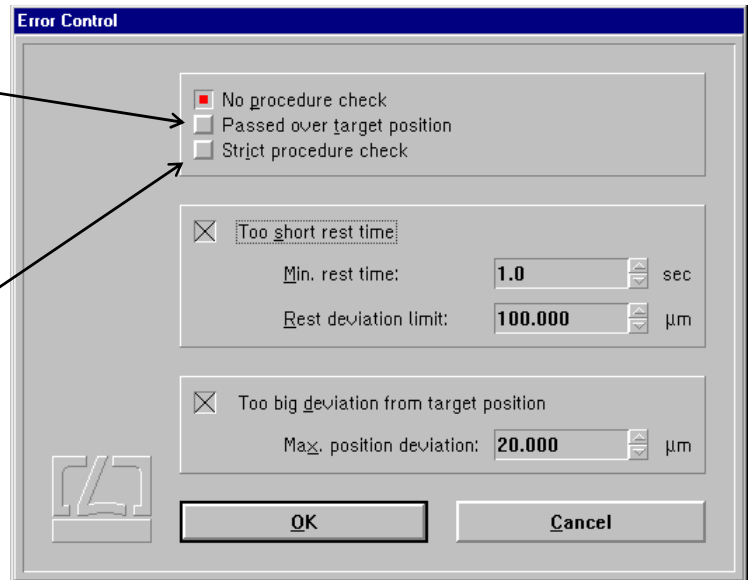 Error Control
No procedure check
Passed over target position
Strict procedure check
Too short rest time
Min. rest time: 1.0 sec
Rest deviation limit: 100.000 µm
Too big deviation from target position
Max. position deviation: 20.000 µm
OK Cancel